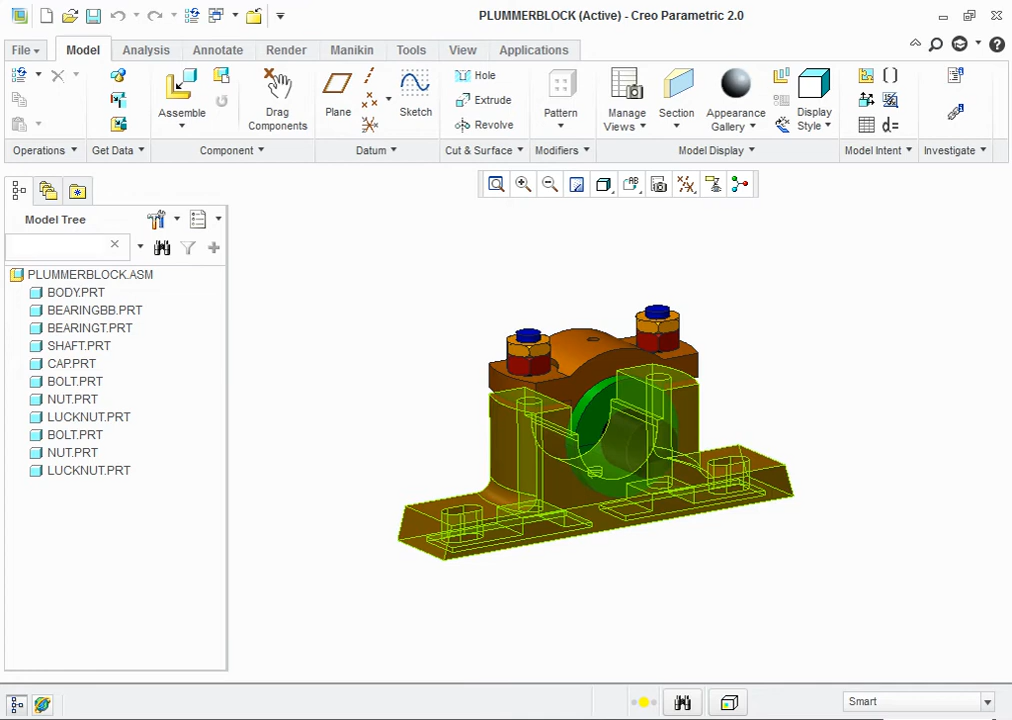 PLUMMERBLOCK (Active) - Creo Parametric 2.0
File Model Analysis Annotate Render Manikin Tools View Applications
Hole
Extrude
Revolve
Assemble
Drag
Components
Plane
Sketch
Pattern
Manage
Views
Section
Appearance
Gallery
Display
Style
d=
Operations Get Data Component Datum Cut & Surface Modifiers Model Display Model Intent Investigate
Model Tree
PLUMMERBLOCK.ASM
BODY.PRT
BEARINGBB.PRT
BEARINGT.PRT
SHAFT.PRT
CAP.PRT
BOLT.PRT
NUT.PRT
LUCKNUT.PRT
BOLT.PRT
NUT.PRT
LUCKNUT.PRT
Smart